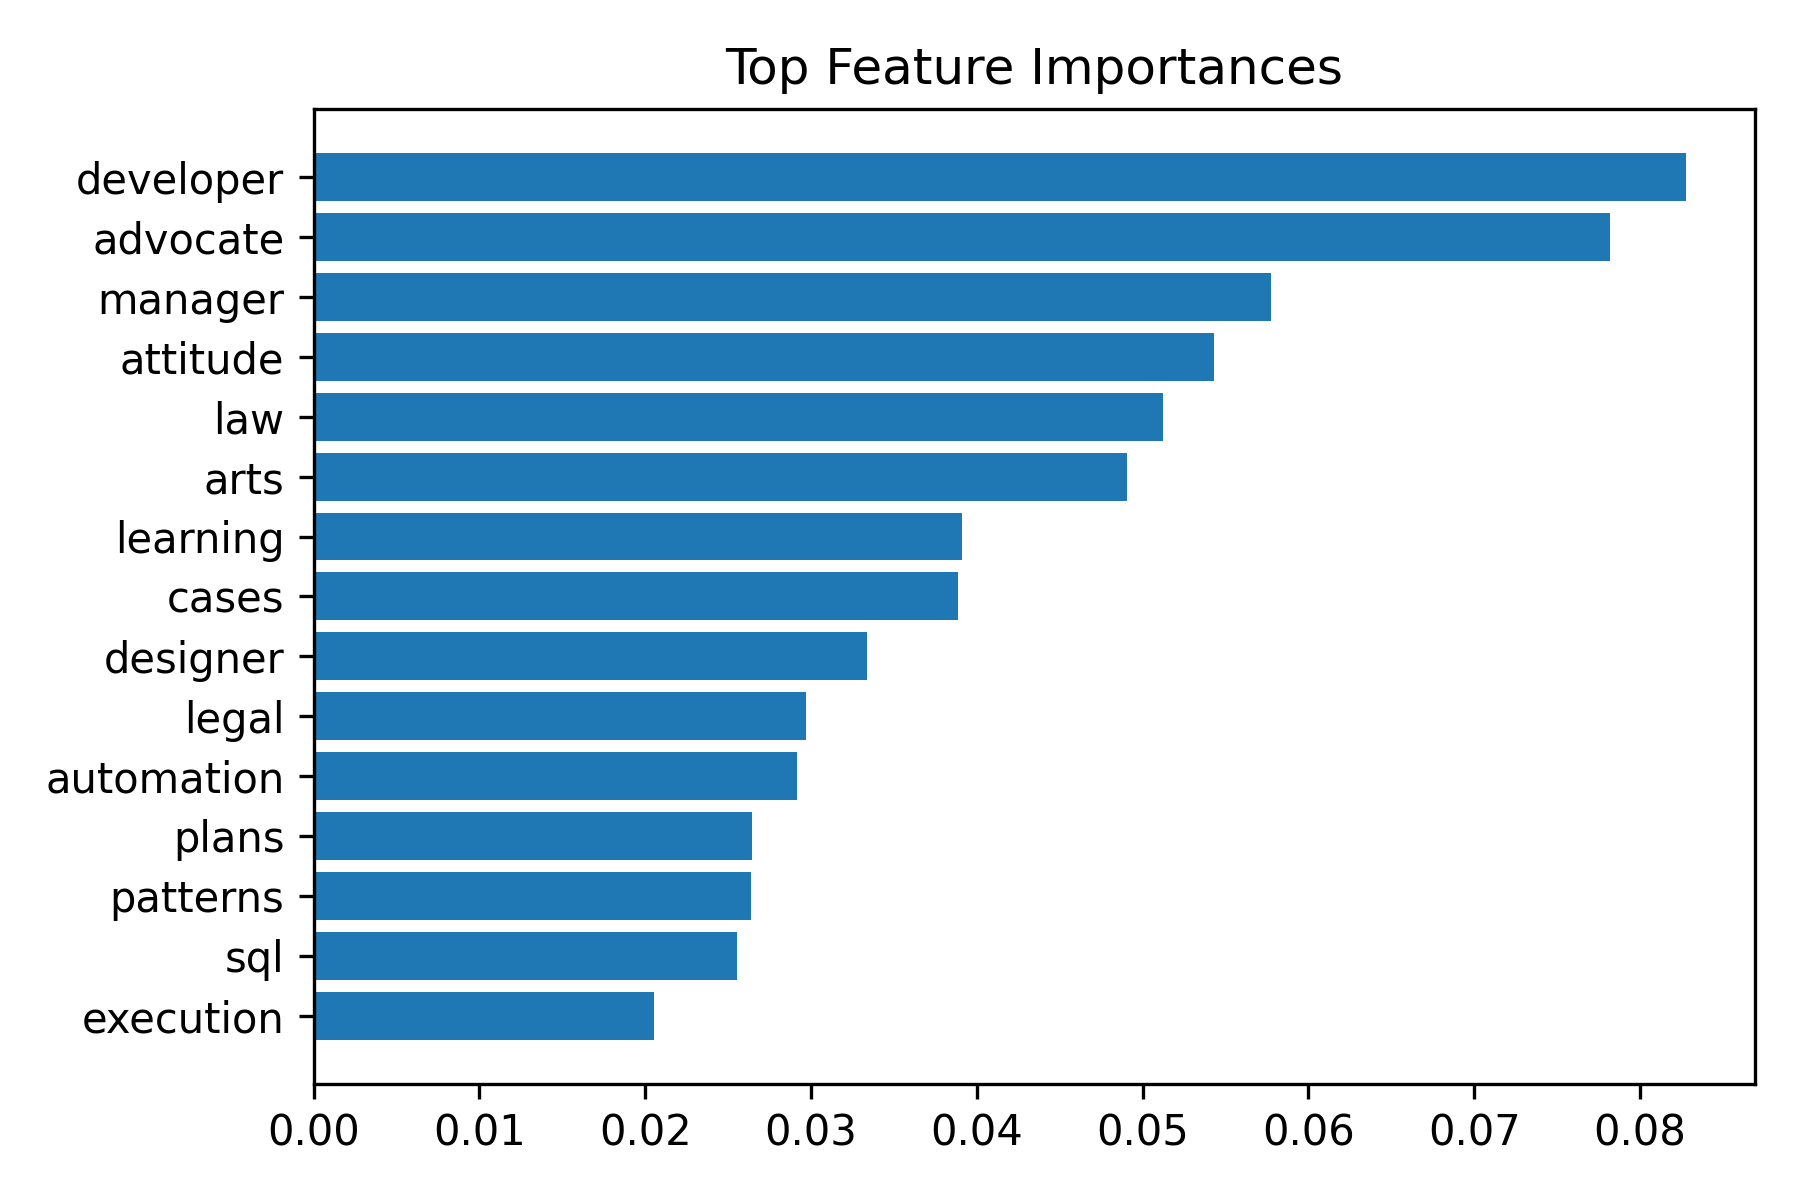 Top Feature Importances
developer
advocate
manager
attitude
law
arts
learning
cases
designer
legal
automation
plans
patterns
sql
execution
0.00 0.01 0.02 0.03 0.04 0.05 0.06 0.07 0.08